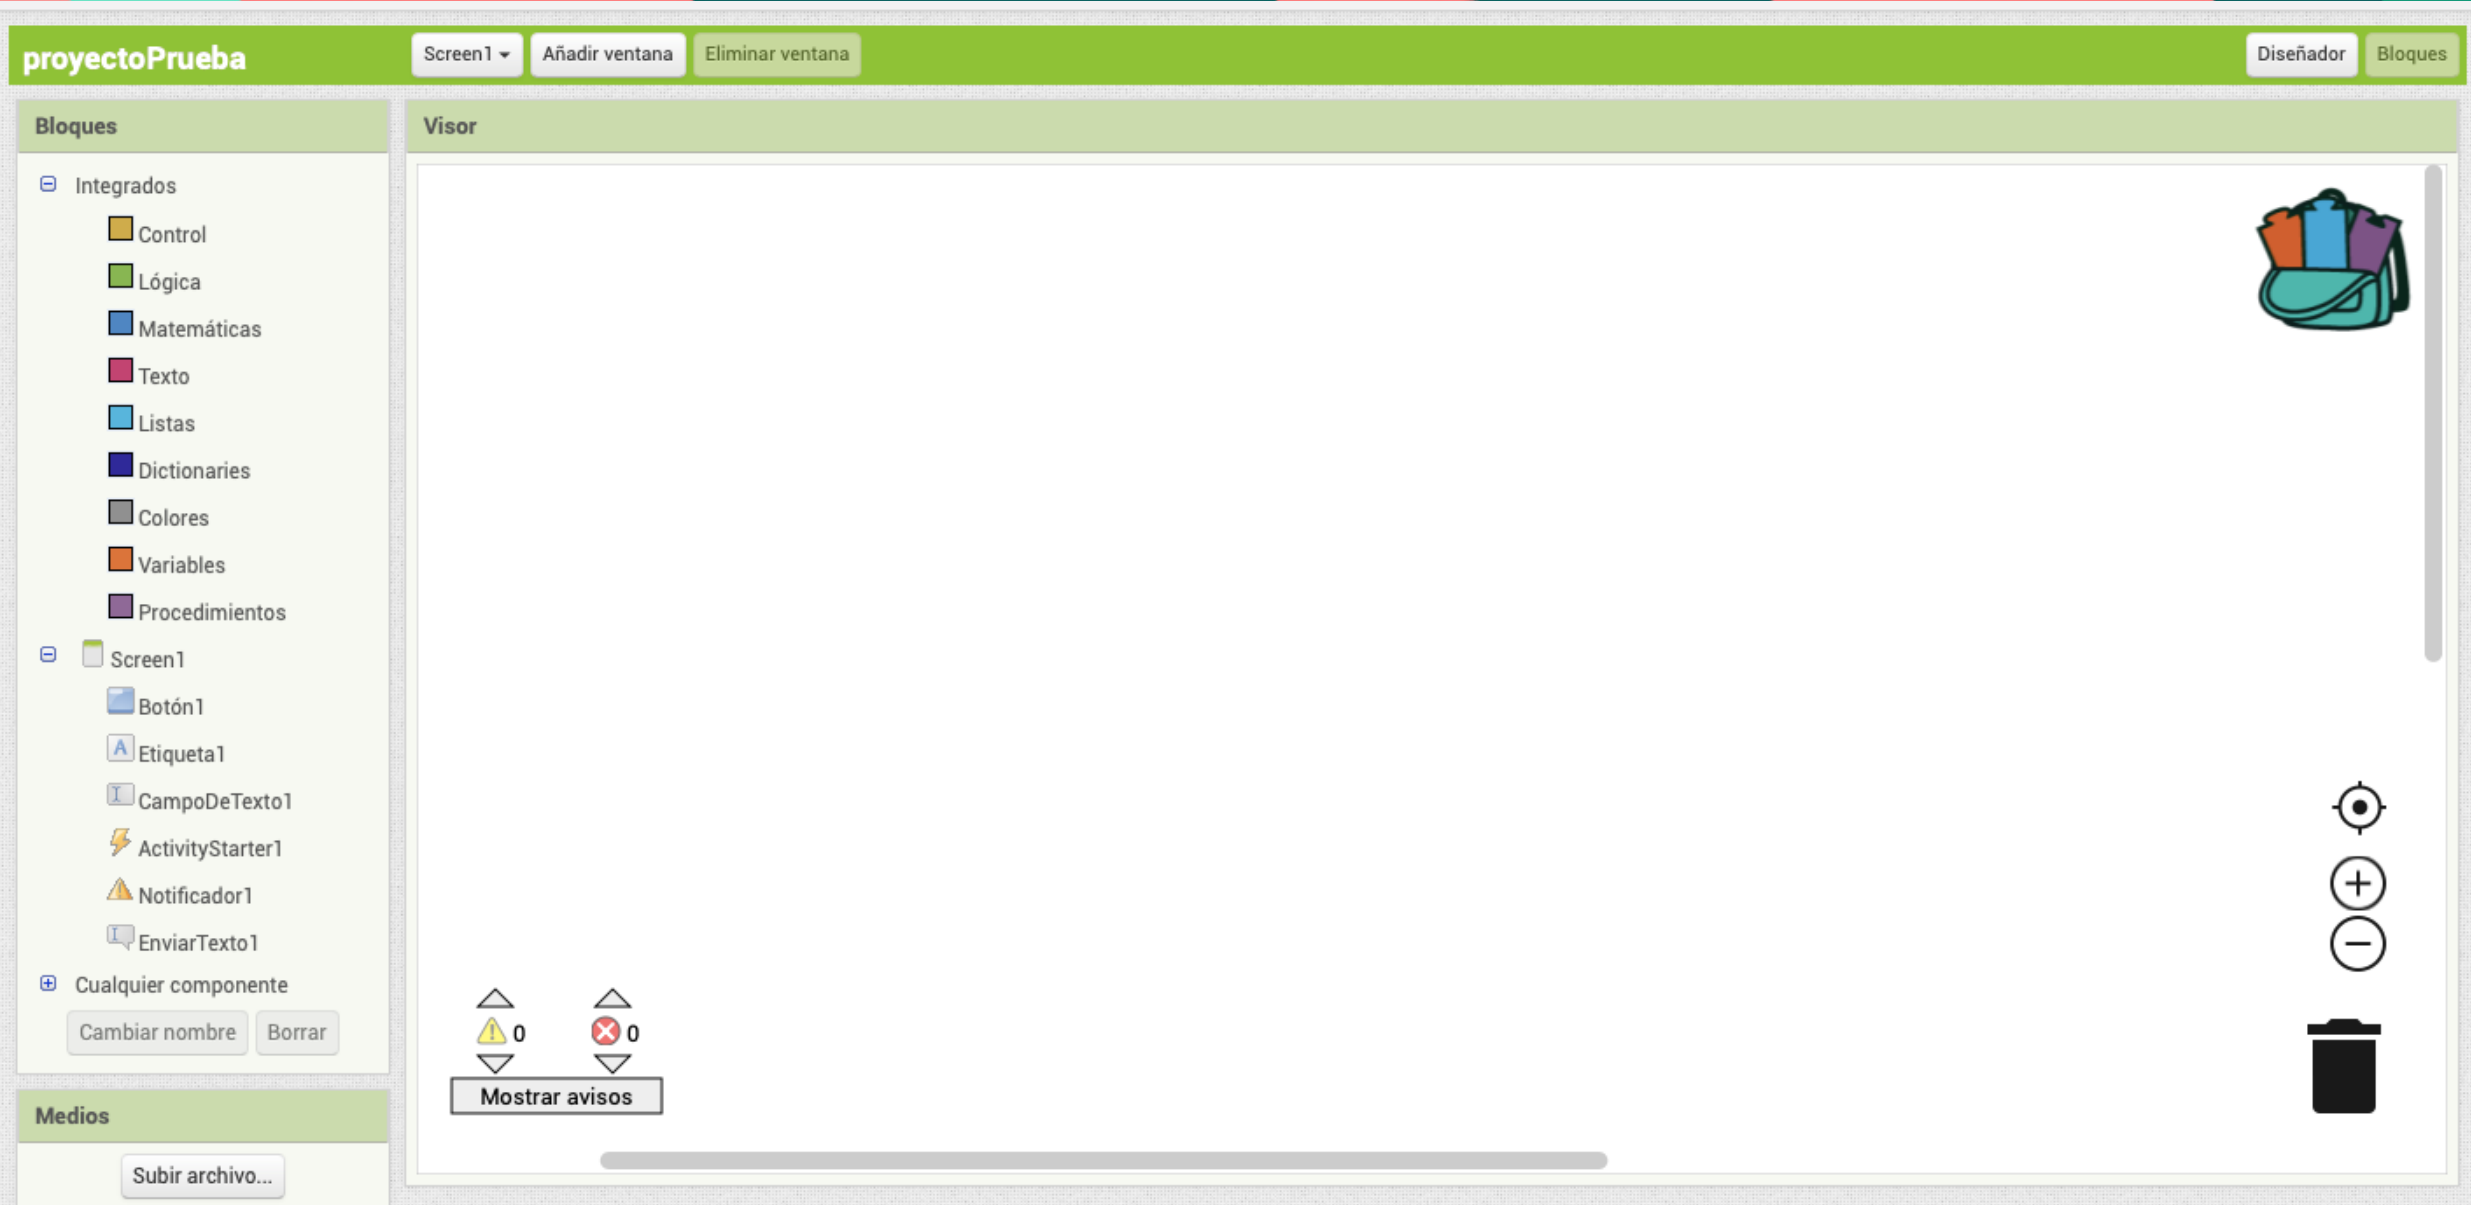 proyectoPrueba
Screen1
Añadir ventana
Eliminar ventana
Diseñador
Bloques
Bloques
Integrados
Control
Lógica
Matemáticas
Texto
Listas
Dictionaries
Colores
Variables
Procedimientos
Screen1
Botón1
Etiqueta1
CampoDeTexto1
ActivityStarter1
Notificador1
EnviarTexto1
Cualquier componente
Cambiar nombre
Borrar
Medios
Subir archivo...
Visor
0
0
Mostrar avisos